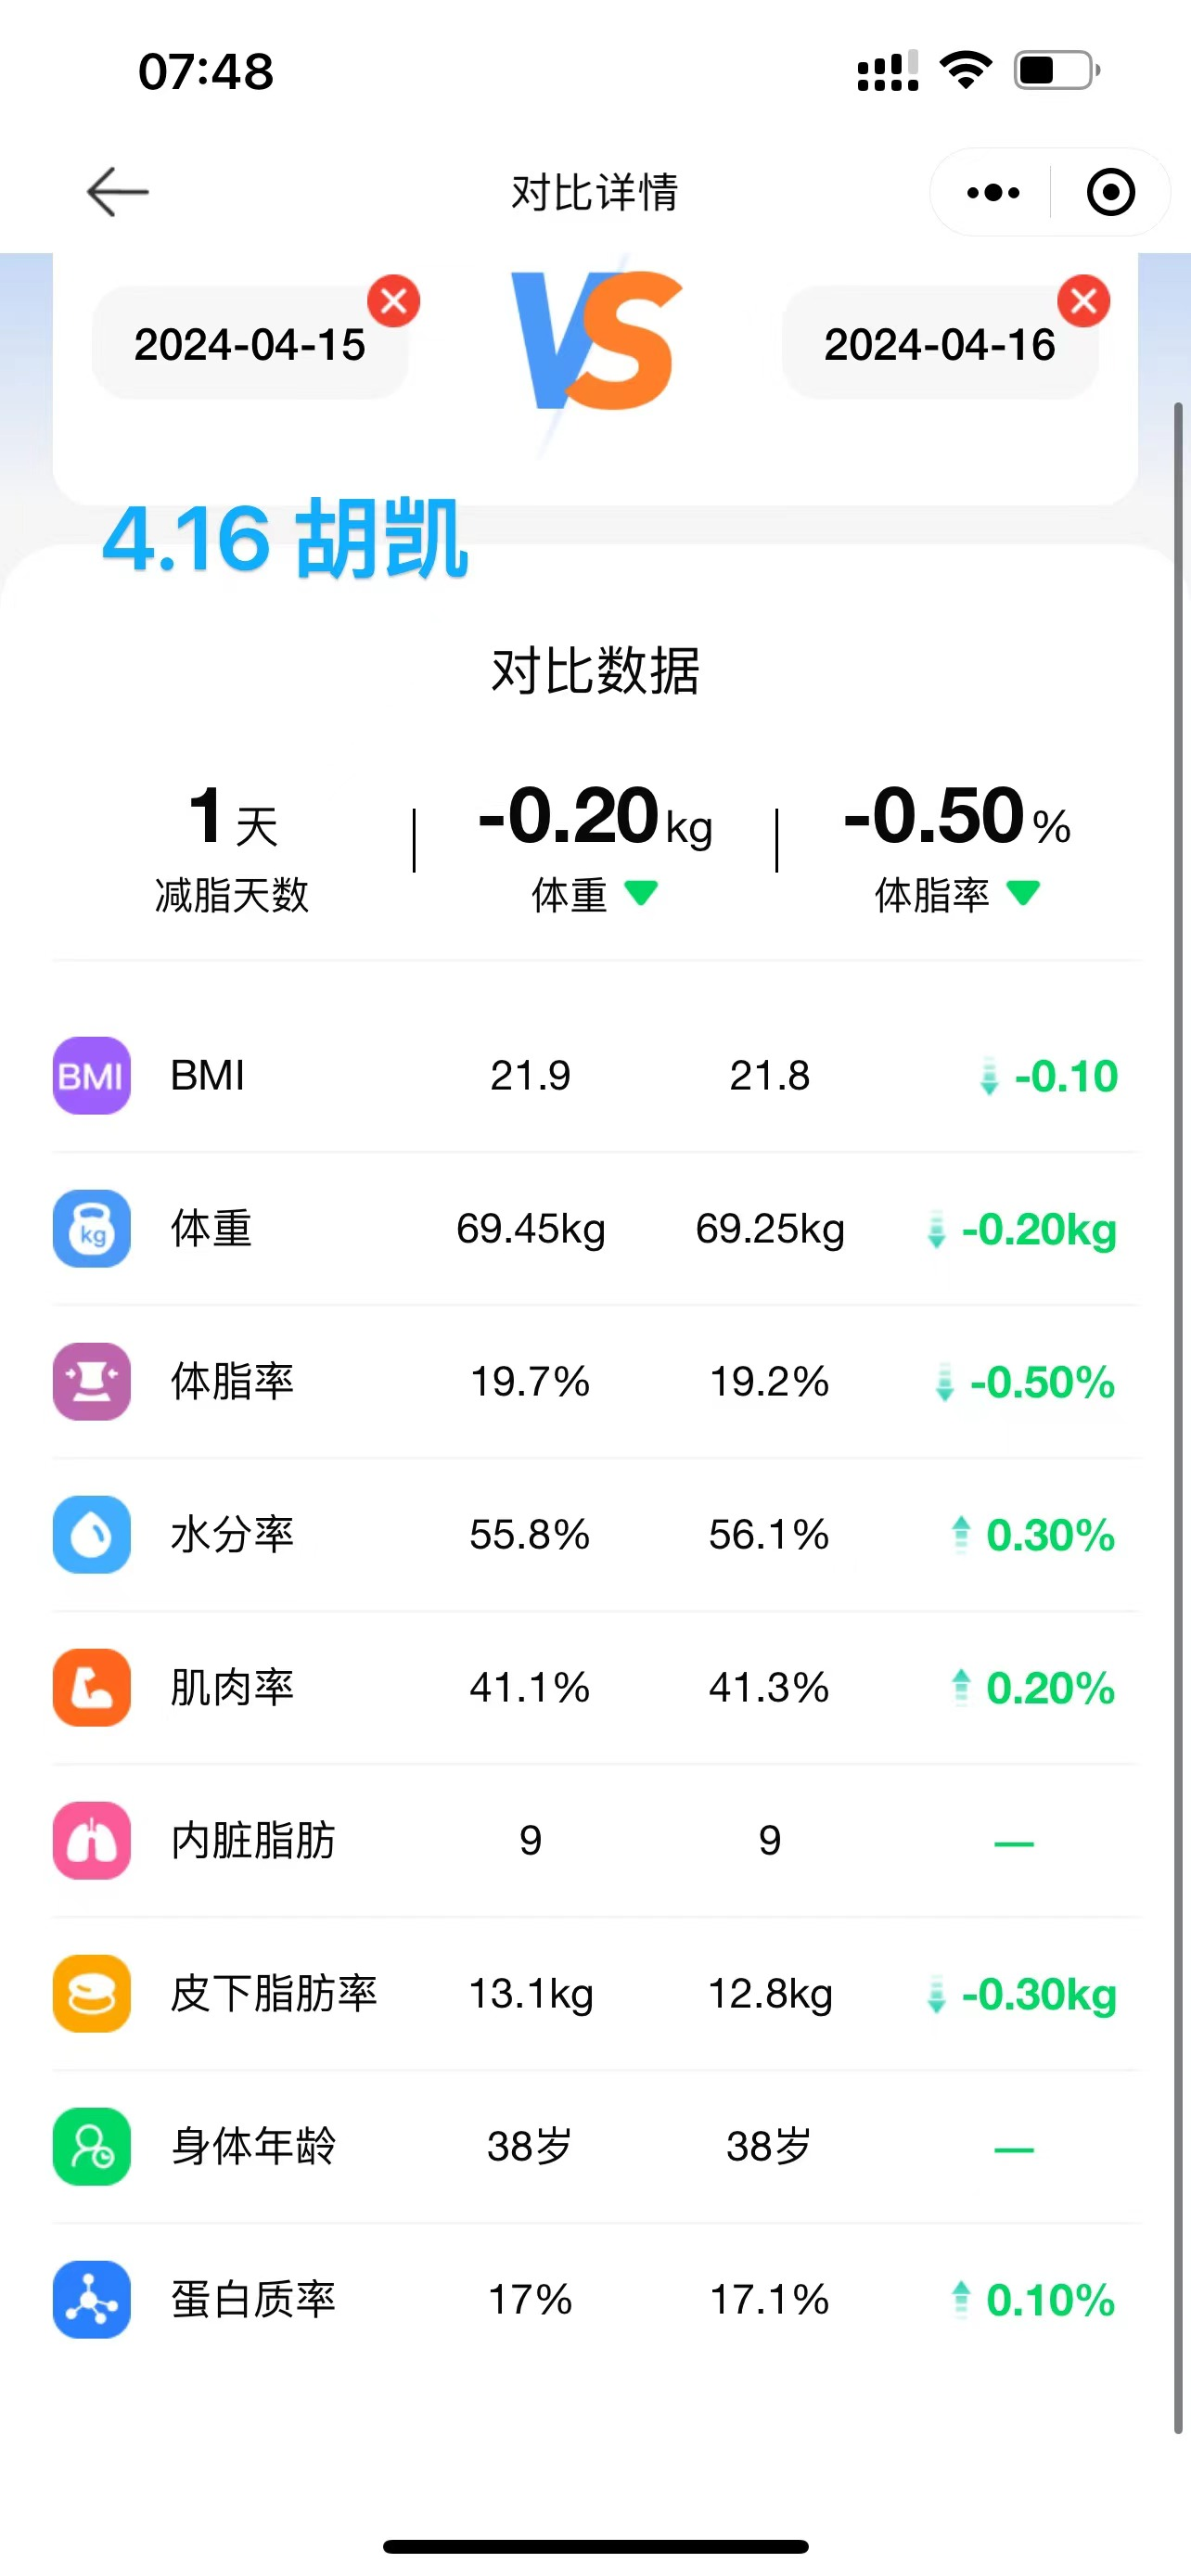 07:48
对比详情
2024-04-15 VS 2024-04-16
4.16 胡凯
对比数据
1天 -0.20kg -0.50%
减脂天数 体重 体脂率
BMI BMI 21.9 21.8 -0.10
kg 体重 69.45kg 69.25kg -0.20kg
体脂率 19.7% 19.2% -0.50%
水分率 55.8% 56.1% 0.30%
肌肉率 41.1% 41.3% 0.20%
内脏脂肪 9 9 —
皮下脂肪率 13.1kg 12.8kg -0.30kg
身体年龄 38岁 38岁 —
蛋白质率 17% 17.1% 0.10%